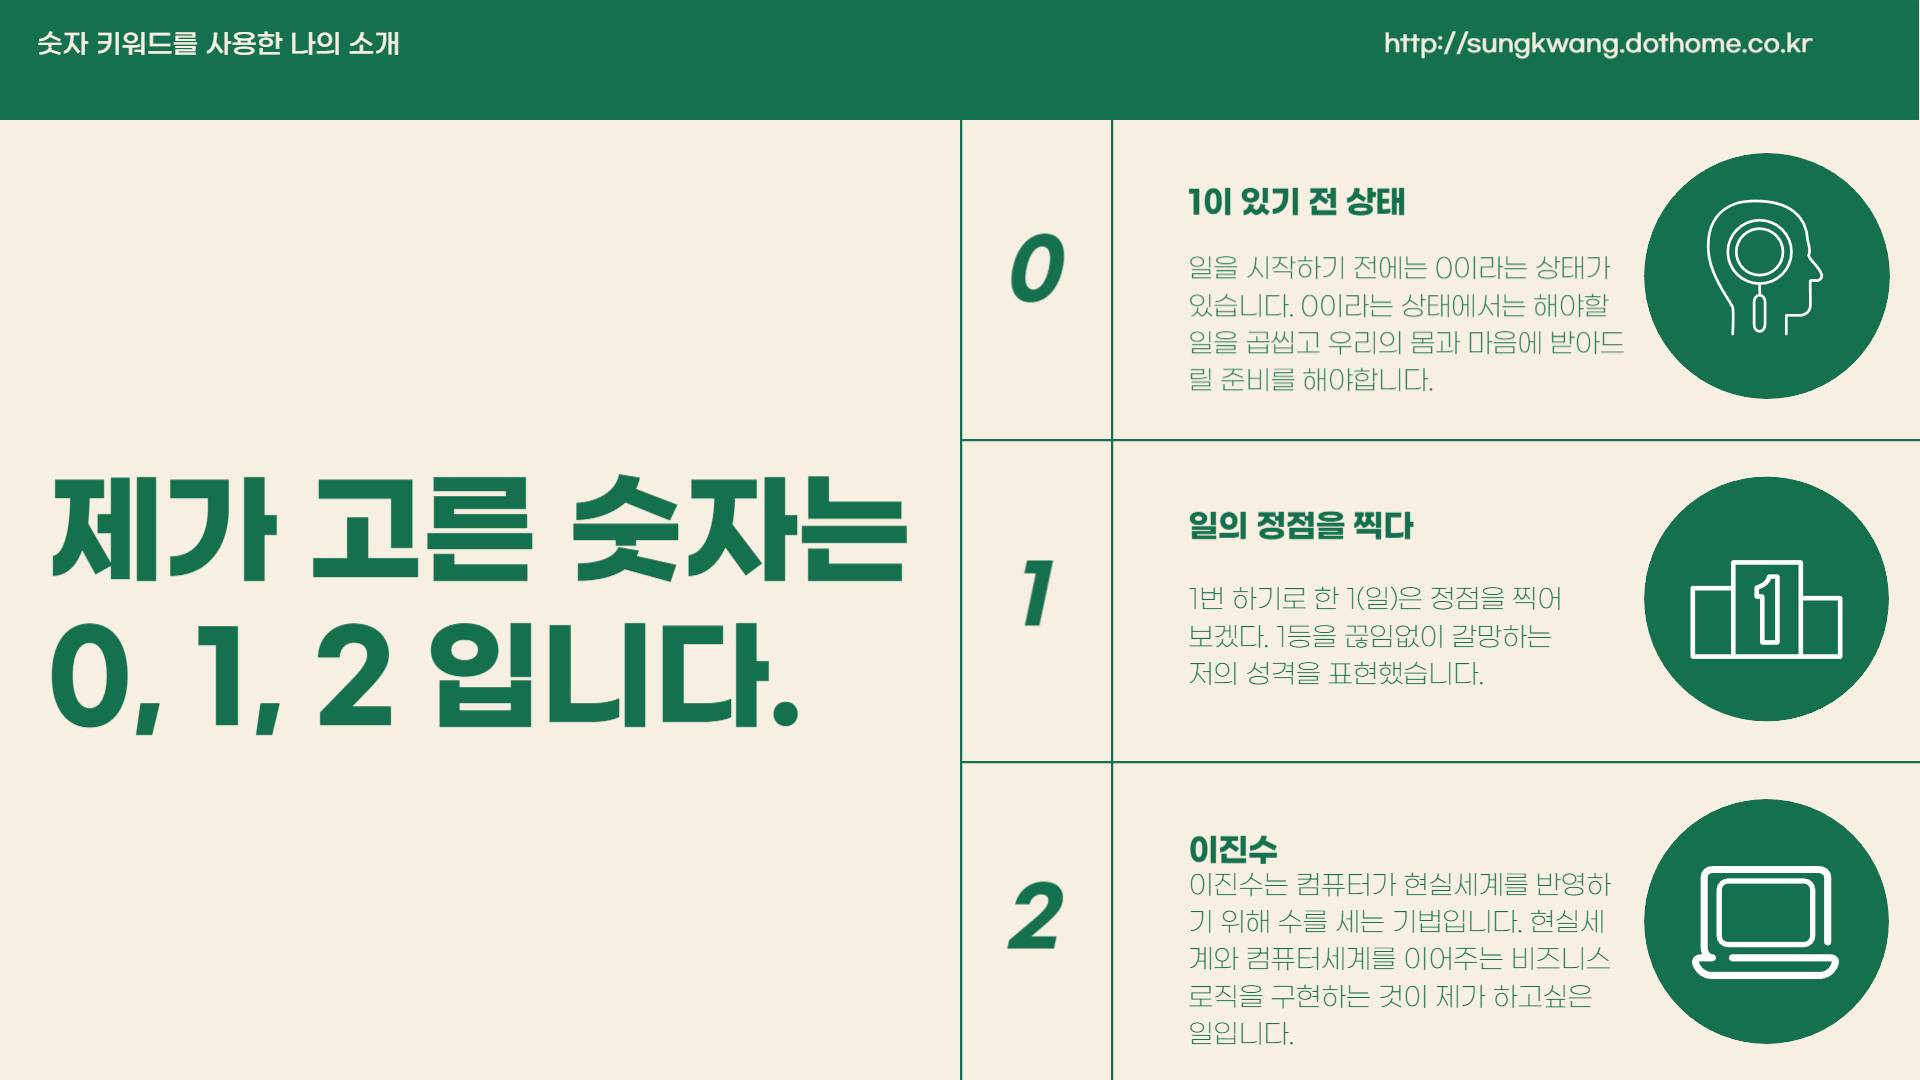 숫자 키워드를 사용한 나의 소개
http://sungkwang.dothome.co.kr
제가 고른 숫자는
0, 1, 2 입니다.
0
1이 있기 전 상태
일을 시작하기 전에는 0이라는 상태가
있습니다. 0이라는 상태에서는 해야할
일을 곱씹고 우리의 몸과 마음에 받아드
릴 준비를 해야합니다.
1
일의 정점을 찍다
1번 하기로 한 1(일)은 정점을 찍어
보겠다. 1등을 끊임없이 갈망하는
저의 성격을 표현했습니다.
1
2
이진수
이진수는 컴퓨터가 현실세계를 반영하
기 위해 수를 세는 기법입니다. 현실세
계와 컴퓨터세계를 이어주는 비즈니스
로직을 구현하는 것이 제가 하고싶은
일입니다.